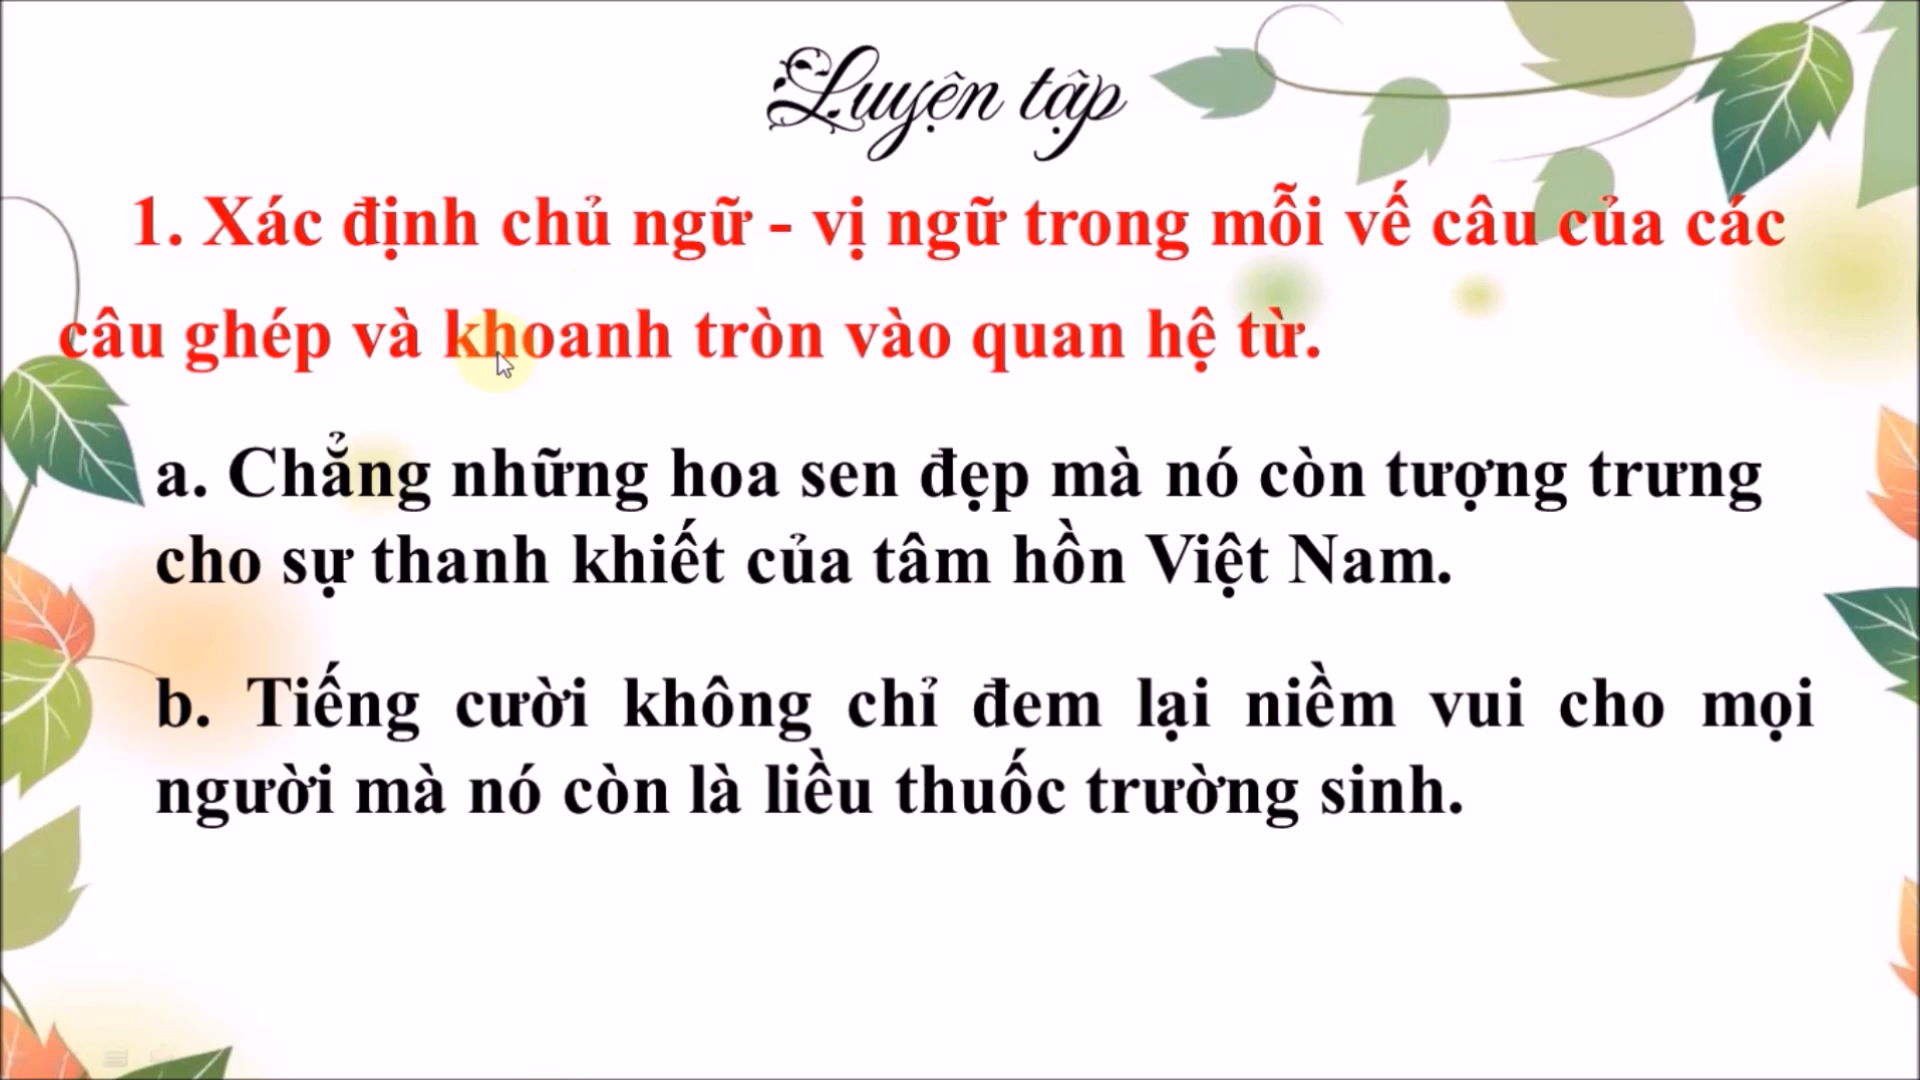 Luyện tập
1. Xác định chủ ngữ - vị ngữ trong mỗi vế câu của các
câu ghép và khoanh tròn vào quan hệ từ.
a. Chẳng những hoa sen đẹp mà nó còn tượng trưng
cho sự thanh khiết của tâm hồn Việt Nam.
b. Tiếng cười không chỉ đem lại niềm vui cho mọi
người mà nó còn là liều thuốc trường sinh.